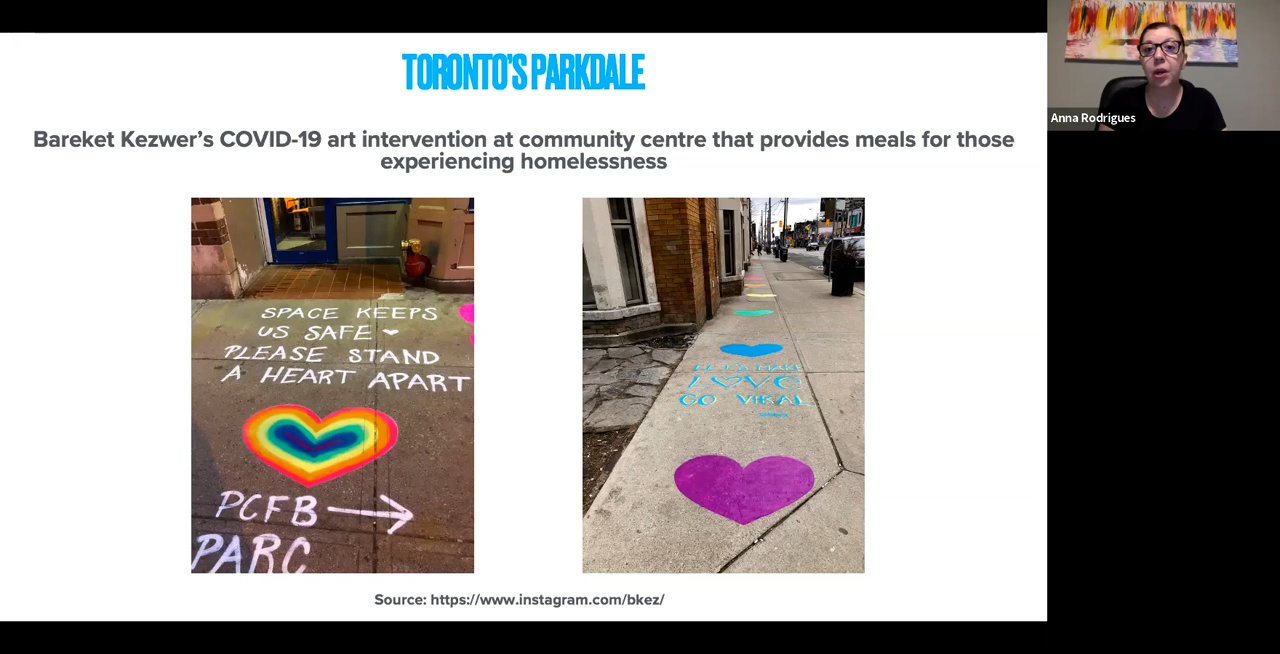 TORONTO'S PARKDALE
Bareket Kezwer's COVID-19 art intervention at community centre that provides meals for those
experiencing homelessness
SPACE KEEPS
US SAFE
PLEASE STAND
A HEART APART
PCFB
PARC
LOVE
GO VIRAL
Source: https://www.instagram.com/bkez/
Anna Rodrigues